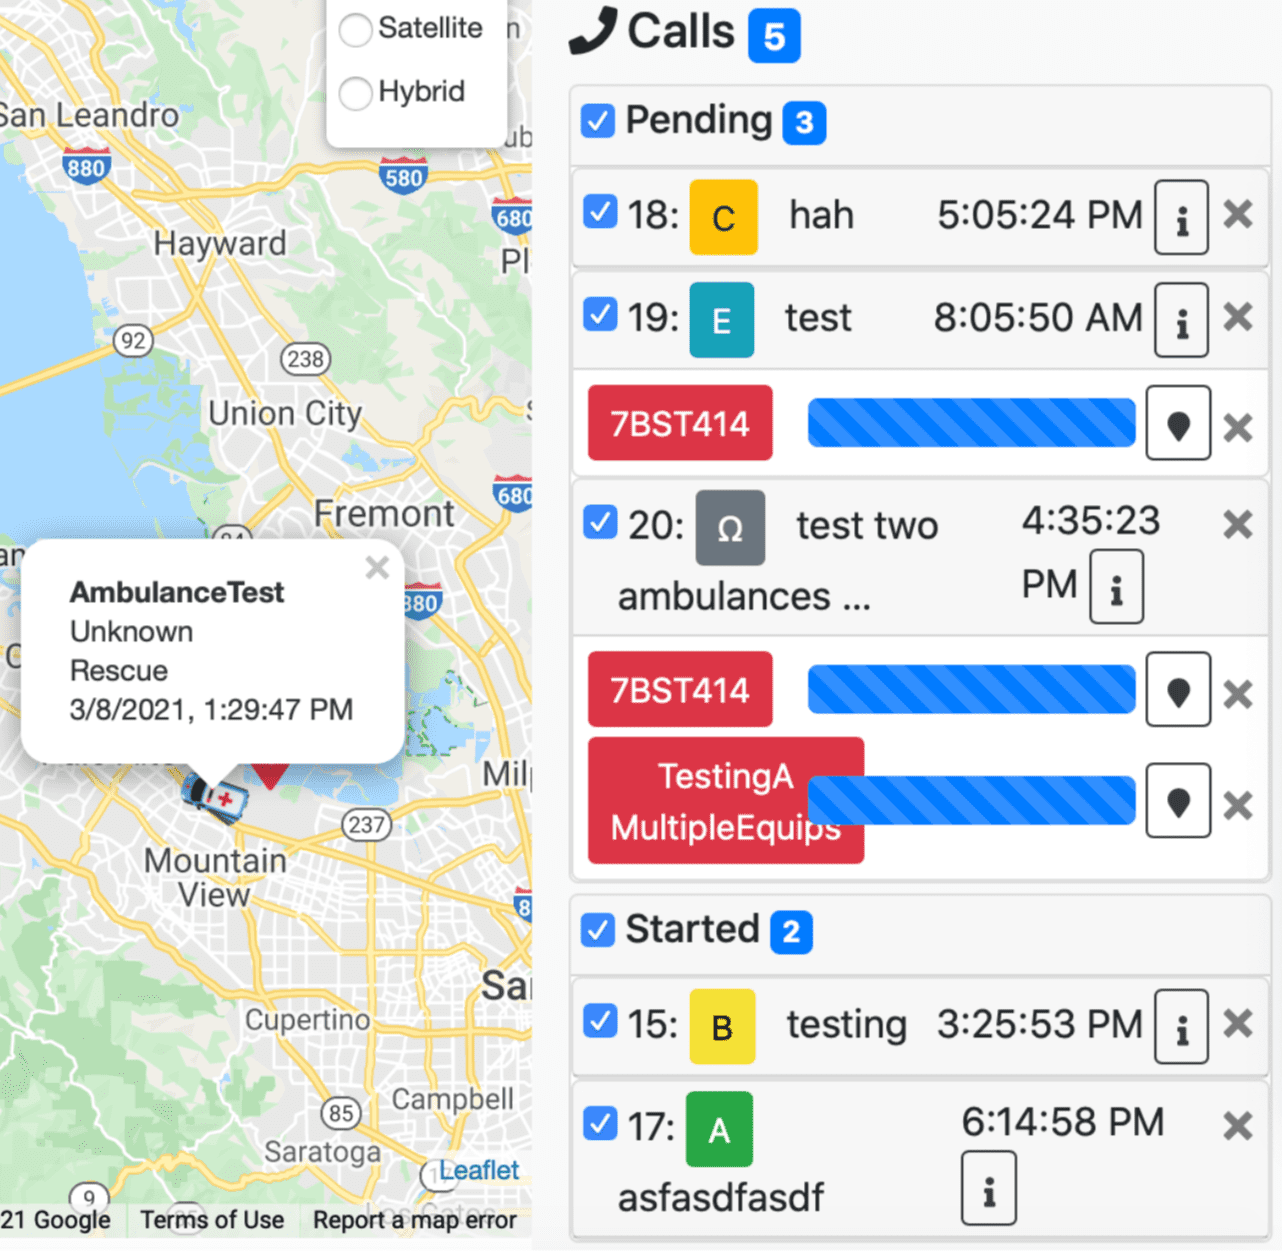 Satellite
Hybrid
San Leandro
880
580
680
Hayward
92
238
Union City
Fremont
680
84
880
AmbulanceTest
Unknown
Rescue
3/8/2021, 1:29:47 PM
237
Mountain
View
Cupertino
Campbell
85
Saratoga
Leaflet
9
21 Google
Terms of Use
Report a map error
Los Gatos
Calls 5
Pending 3
18: C hah 5:05:24 PM i
19: E test 8:05:50 AM i
7BST414
20: Ω test two 4:35:23
ambulances ... PM i
7BST414
TestingA
MultipleEquips
Started 2
15: B testing 3:25:53 PM i
17: A 6:14:58 PM
asfasdfasdf i